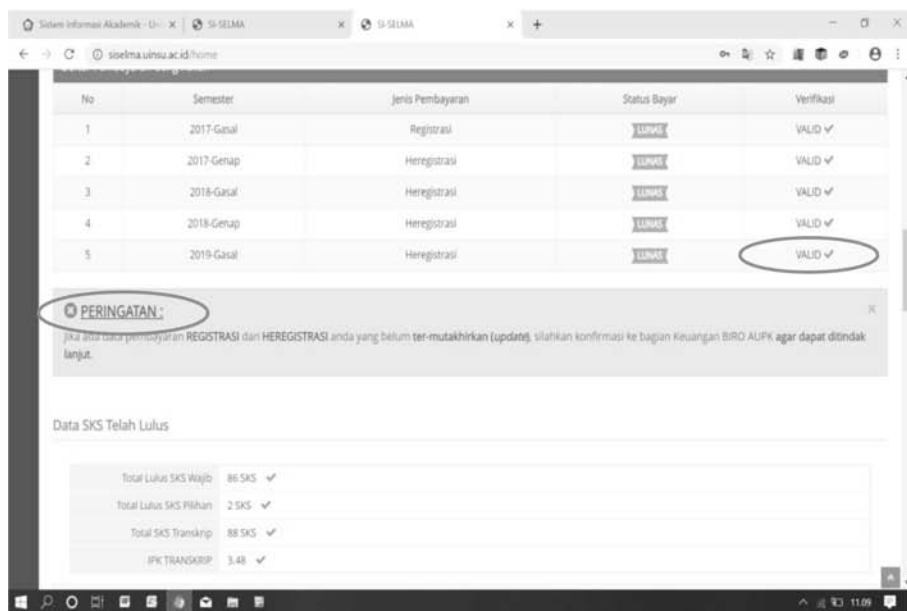 Sistem Informasi Akademik - Uni
SI-SELMA
SI-SELMA
siselma.uinsu.ac.id/home
No Semester Jenis Pembayaran Status Bayar Verifikasi
1 2017-Gasal Registrasi LUNAS VALID
2 2017-Genap Heregistrasi LUNAS VALID
3 2018-Gasal Heregistrasi LUNAS VALID
4 2018-Genap Heregistrasi LUNAS VALID
5 2019-Gasal Heregistrasi LUNAS VALID
PERINGATAN :
Jika ada data pembayaran REGISTRASI dan HEREGISTRASI anda yang belum ter-mutakhirkan (update), silahkan konfirmasi ke bagian Keuangan BIRO AUPK agar dapat ditindak
lanjut.
Data SKS Telah Lulus
Total Lulus SKS Wajib 86 SKS
Total Lulus SKS Pilihan 2 SKS
Total SKS Transkrip 88 SKS
IPK TRANSKRIP 3.48
11.09